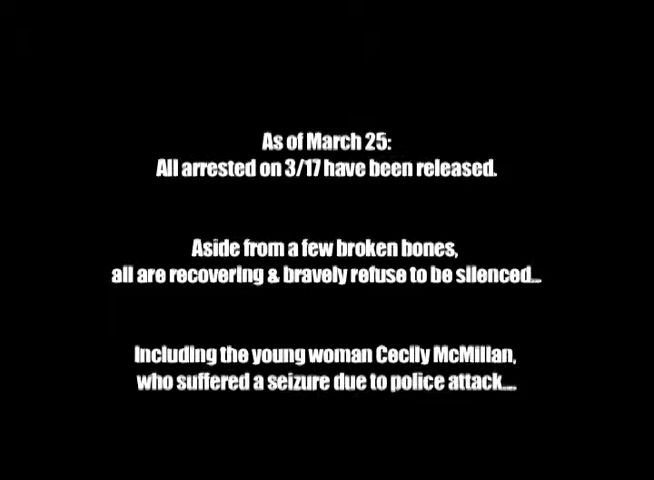 As of March 25:
All arrested on 3/17 have been released.
Aside from a few broken bones,
all are recovering & bravely refuse to be silenced...
Including the young woman Cecily McMillan,
who suffered a seizure due to police attack....